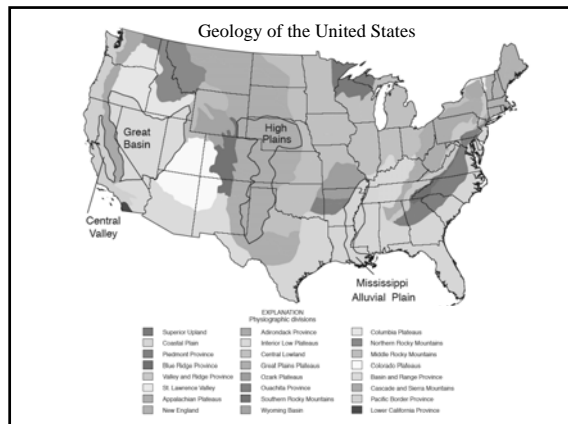 Geology of the United States
High
Plains
Great
Basin
Central
Valley
Mississippi
Alluvial Plain
EXPLANATION
Physiographic divisions
Superior Upland
Coastal Plain
Piedmont Province
Blue Ridge Province
Valley and Ridge Province
St. Lawrence Valley
Appalachian Plateaus
New England
Adirondack Province
Interior Low Plateaus
Central Lowland
Great Plains Plateaus
Ozark Plateaus
Ouachita Province
Southern Rocky Mountains
Wyoming Basin
Columbia Plateaus
Northern Rocky Mountains
Middle Rocky Mountains
Colorado Plateaus
Basin and Range Province
Cascade and Sierra Mountains
Pacific Border Province
Lower California Province